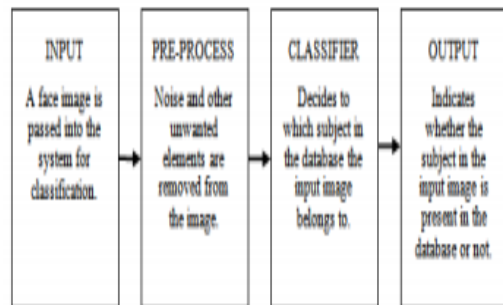 INPUT
A face image is
passed into the
system for
classification.
PRE-PROCESS
Noise and other
unwanted
elements are
removed from
the image.
CLASSIFIER
Decides to
which subject in
the database the
input image
belongs to.
OUTPUT
Indicates
whether the
subject in the
input image is
present in the
database or not.